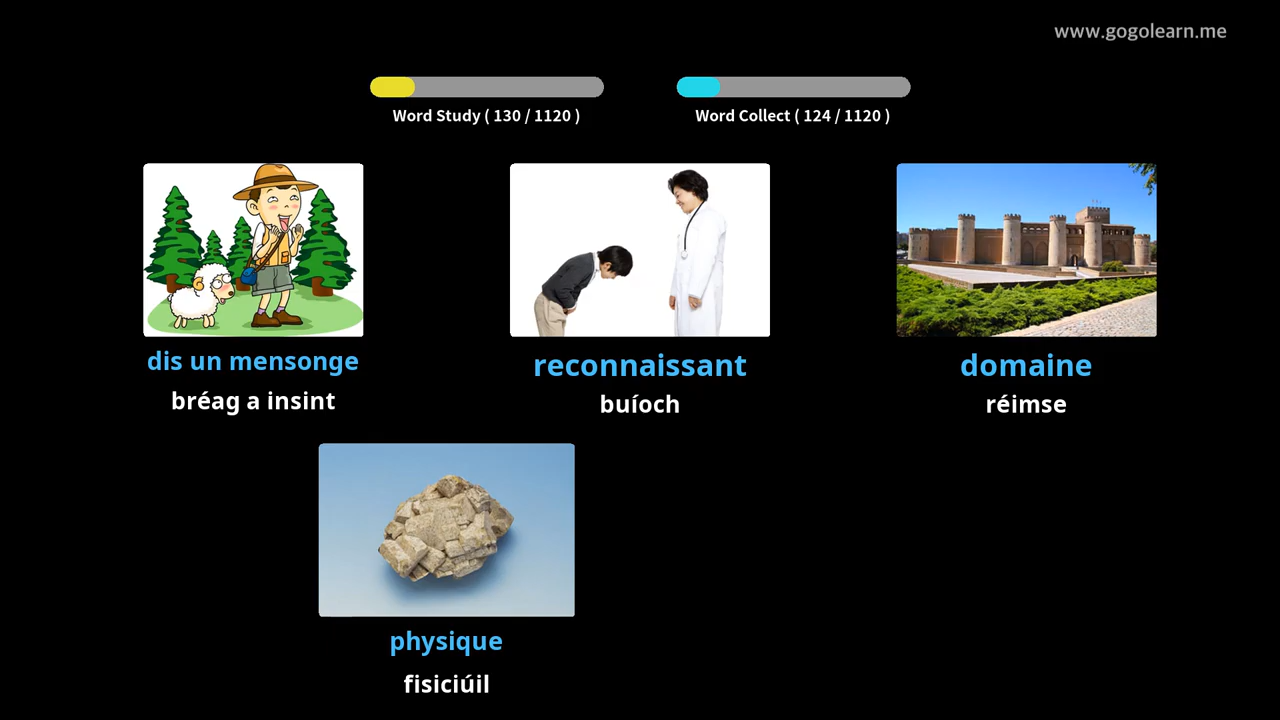 www.gogolearn.me
Word Study ( 130 / 1120 )
Word Collect ( 124 / 1120 )
dis un mensonge
bréag a insint
reconnaissant
buíoch
domaine
réimse
physique
fisiciúil